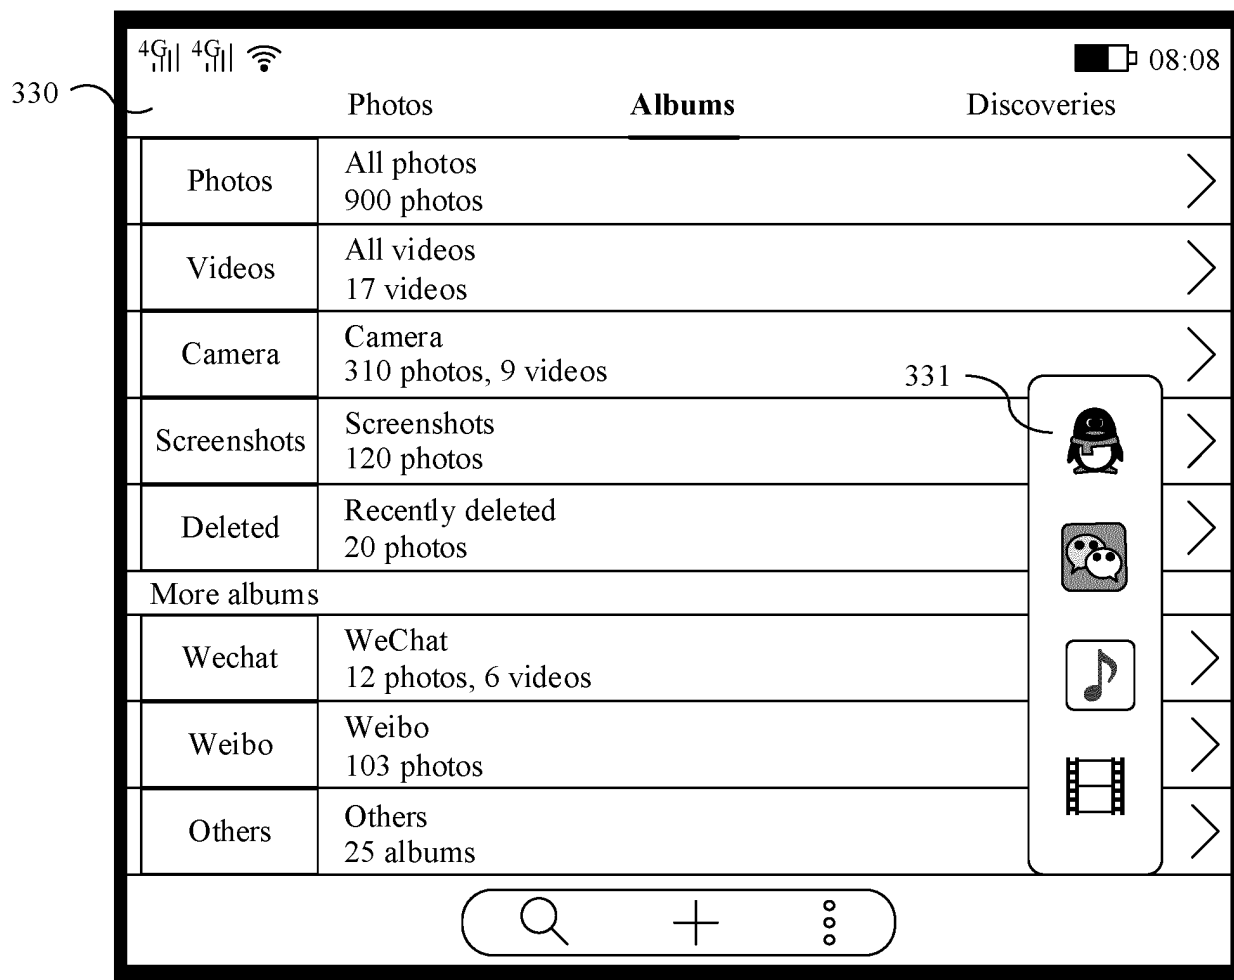 4G 4G 08:08
330
Photos Albums Discoveries
Photos
All photos
900 photos
Videos
All videos
17 videos
Camera
Camera
310 photos, 9 videos
331
Screenshots
Screenshots
120 photos
Deleted
Recently deleted
20 photos
More albums
Wechat
WeChat
12 photos, 6 videos
Weibo
Weibo
103 photos
Others
Others
25 albums